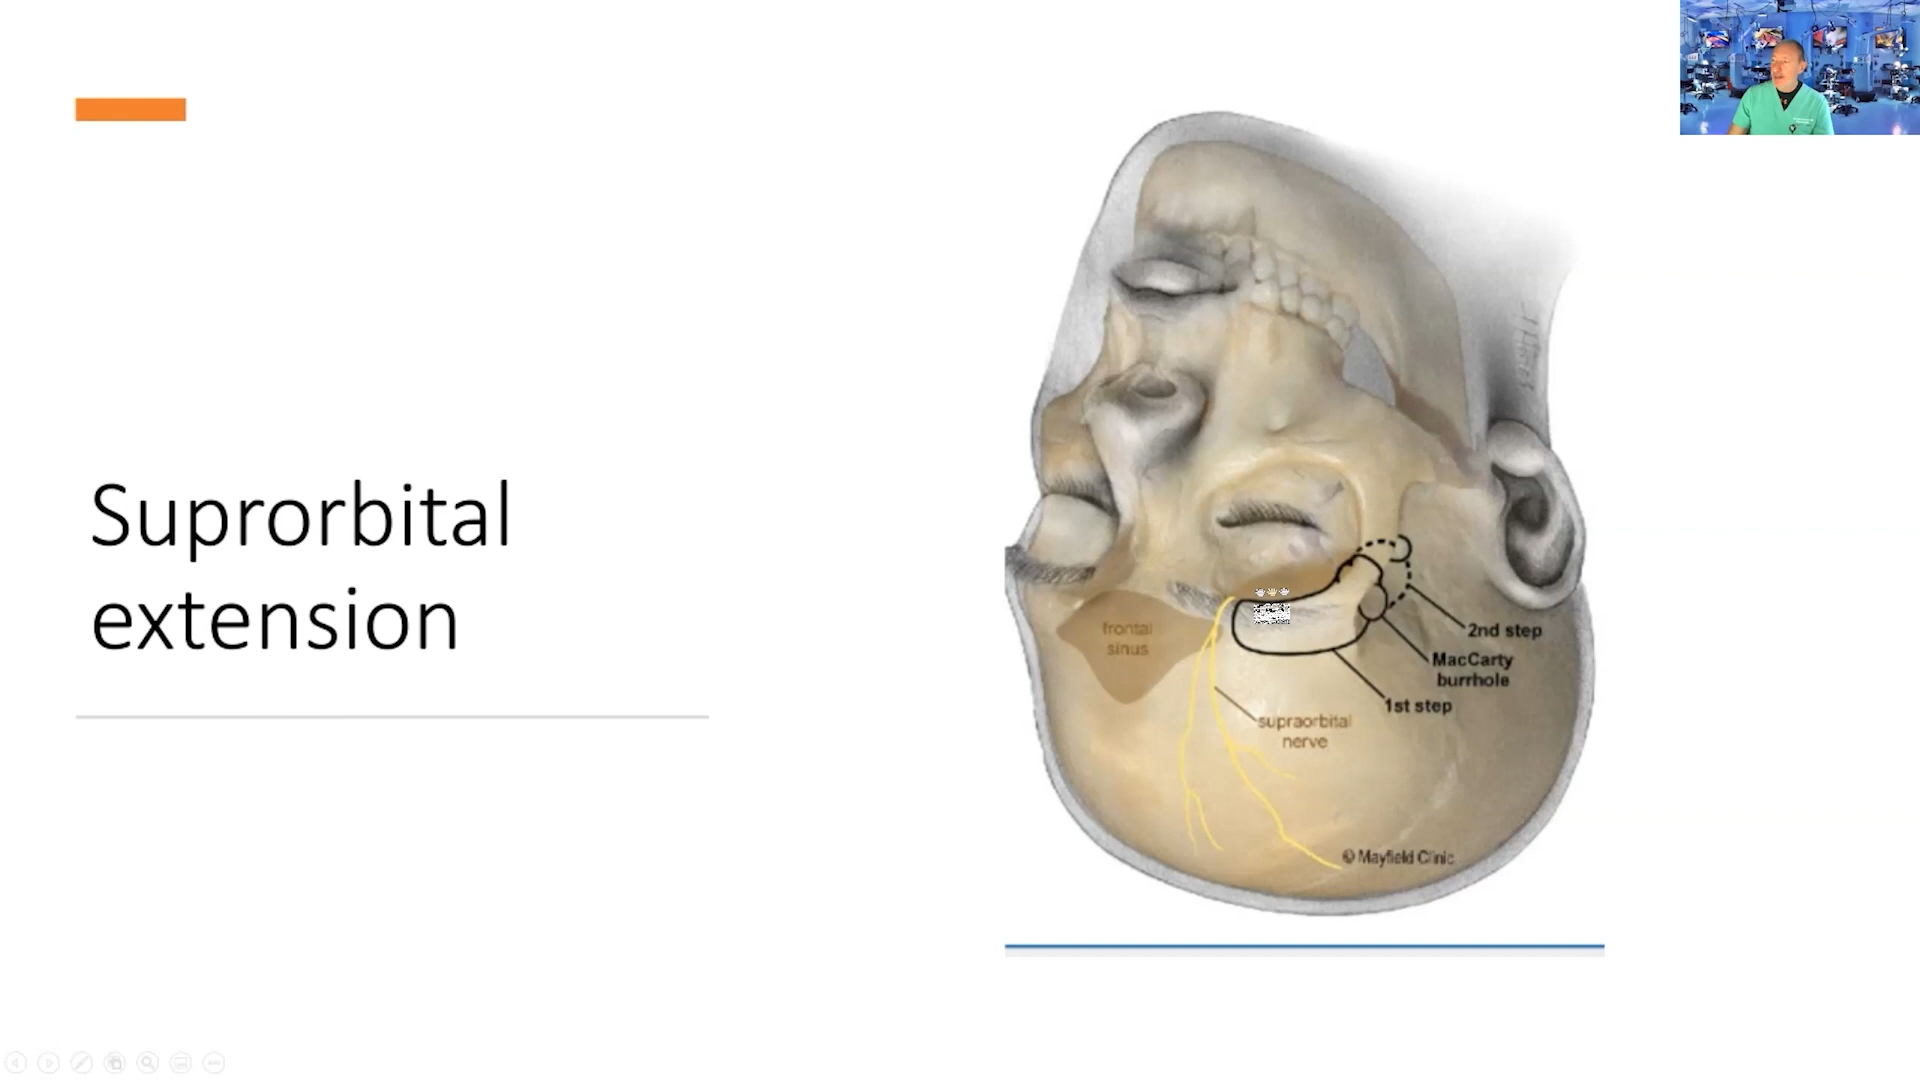 Suprorbital
extension
frontal
sinus
2nd step
MacCarty
burrhole
1st step
supraorbital
nerve
© Mayfield Clinic